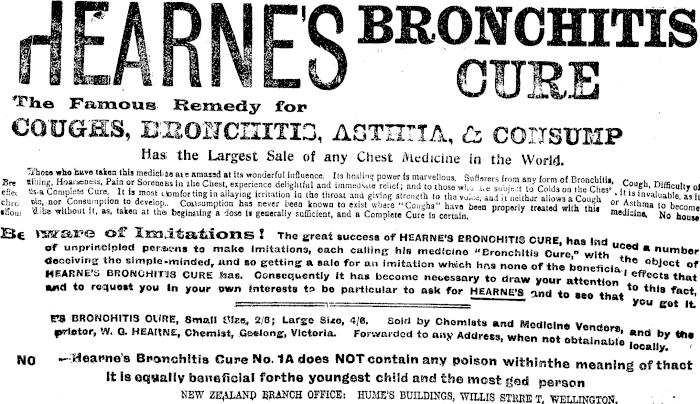 HEARNE'S BRONCHITIS
CURE
The Famous Remedy for
COUGHS, BRONCHITIS, ASTHMA, & CONSUMP
Has the Largest Sale of any Chest Medicine in the World.
Those who have taken this medicine are amazed at its wonderful influence. Its healing power is marvellous. Sufferers from any form of Bronchitis, Cough, Difficulty of
Bre thing, Hoarseness, Pain or Soreness in the Chest, experience delightful and immediate relief; and to those who are subject to Colds on the Chest it is invaluable, as it
effec ts a Complete Cure. It is most comforting in allaying irritation in the throat and giving strength to the voice, and it neither allows a Cough or Asthma to become
chro nic, nor Consumption to develop. Consumption has never been known to exist where "Coughs" have been properly treated with this medicine. No house
shoul d be without it, as, taken at the beginning a dose is generally sufficient, and a Complete Cure is certain.
Beware of Imitations! The great success of HEARNE'S BRONCHITIS CURE, has ind uced a number
of unprincipled persons to make imitations, each calling his medicine "Bronchitis Cure," with the object of
deceiving the simple-minded, and so getting a sale for an imitation which has none of the beneficial effects that
HEARNE'S BRONCHITIS CURE has. Consequently it has become necessary to draw your attention to this fact,
and to request you in your own interests to be particular to ask for HEARNE'S and to see that you get it.
E'S BRONCHITIS CURE, Small Size, 2/6; Large Size, 4/6. Sold by Chemists and Medicine Vendors, and by the
prietor, W. G. HEARNE, Chemist, Geelong, Victoria. Forwarded to any Address, when not obtainable locally.
NO —Hearne's Bronchitis Cure No. 1A does NOT contain any poison withinthe meaning of thact
It is equally beneficial forthe youngest child and the most ged person
NEW ZEALAND BRANCH OFFICE: HUME'S BUILDINGS, WILLIS STRRE T, WELLINGTON.